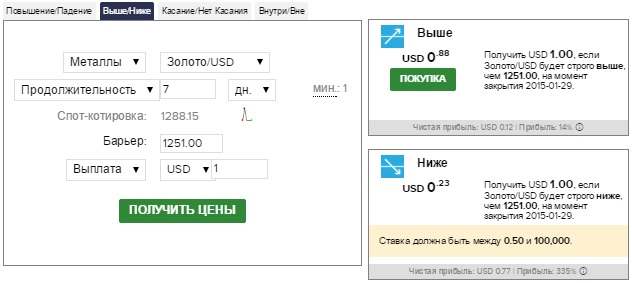 Повышение/Падение Выше/Ниже Касание/Нет Касания Внутри/Вне
Металлы Золото/USD
Продолжительность 7 дн. мин.: 1
Спот-котировка: 1288.15
Барьер: 1251.00
Выплата USD 1
ПОЛУЧИТЬ ЦЕНЫ
Выше
USD 0.88
ПОКУПКА
Получить USD 1.00, если
Золото/USD будет строго выше,
чем 1251.00, на момент
закрытия 2015-01-29.
Чистая прибыль: USD 0.12 | Прибыль: 14%
Ниже
USD 0.23
Получить USD 1.00, если
Золото/USD будет строго ниже,
чем 1251.00, на момент
закрытия 2015-01-29.
Ставка должна быть между 0.50 и 100,000.
Чистая прибыль: USD 0.77 | Прибыль: 335%